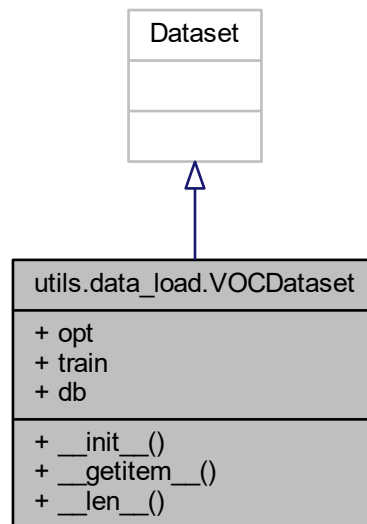 Dataset
utils.data_load.VOCDataset
+ opt
+ train
+ db
+ __init__()
+ __getitem__()
+ __len__()